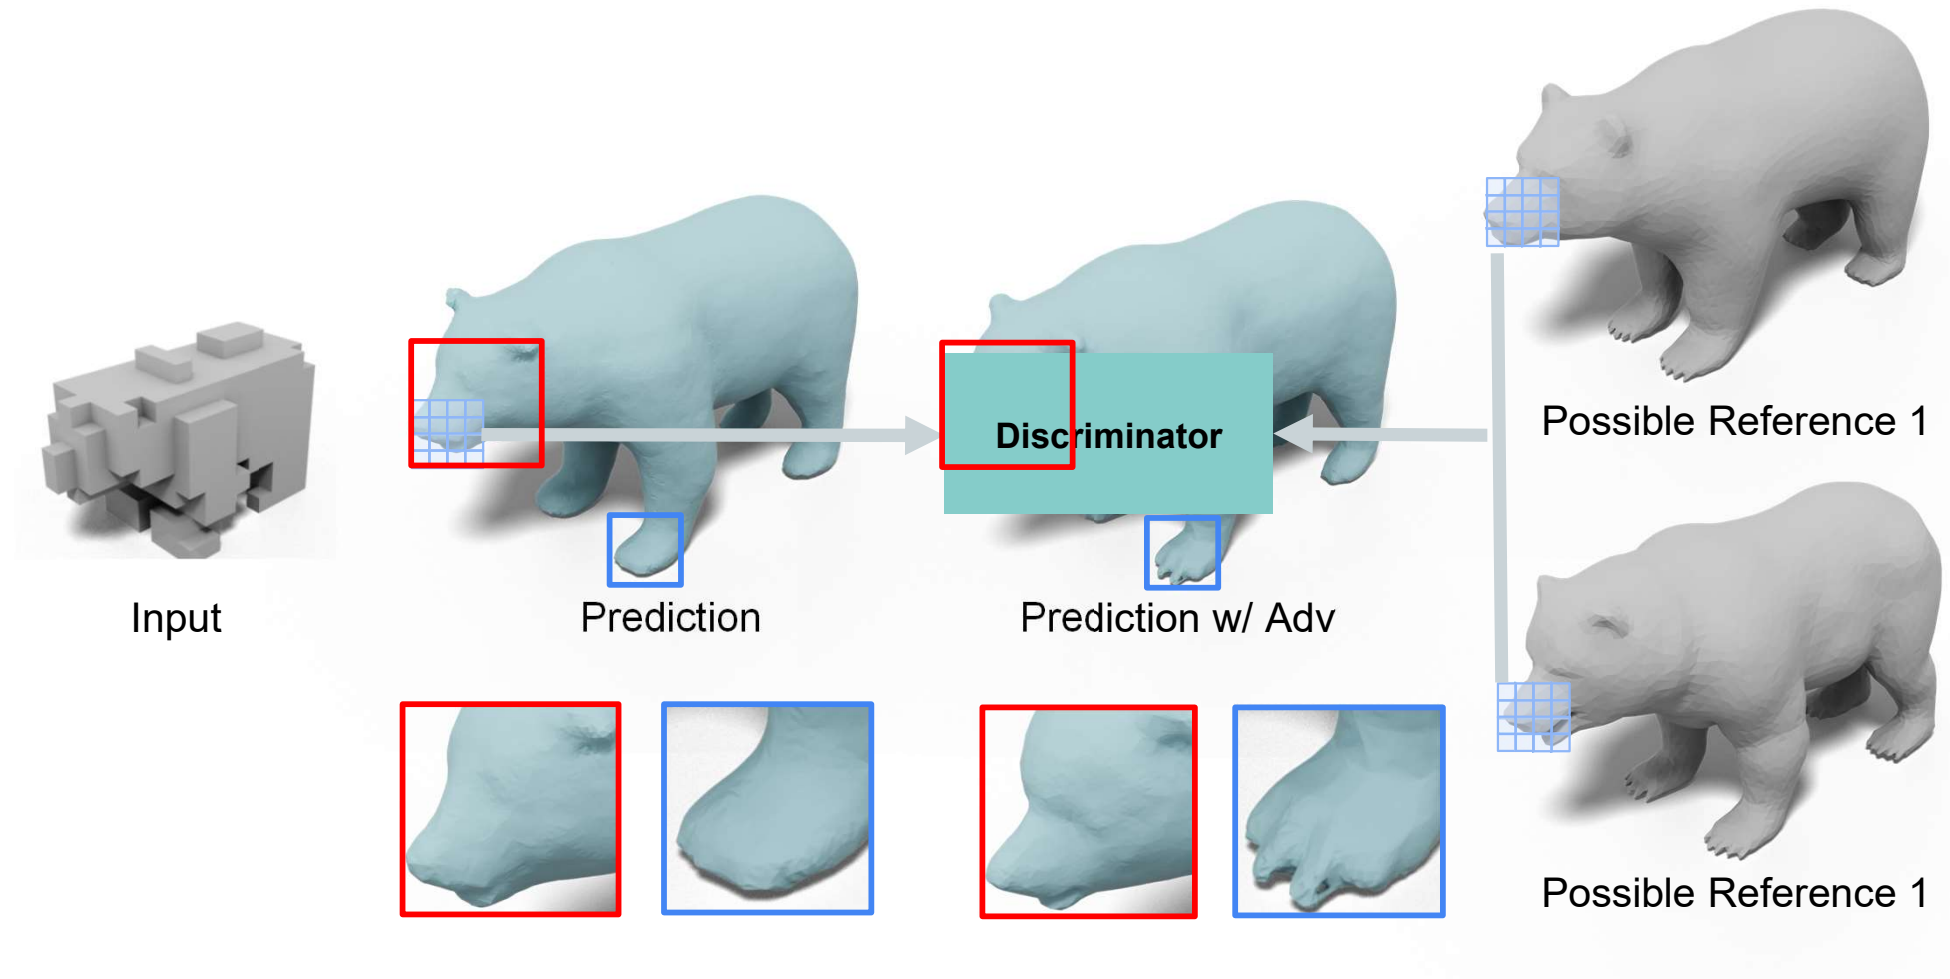 Discriminator
Possible Reference 1
Input
Prediction
Prediction w/ Adv
Possible Reference 1